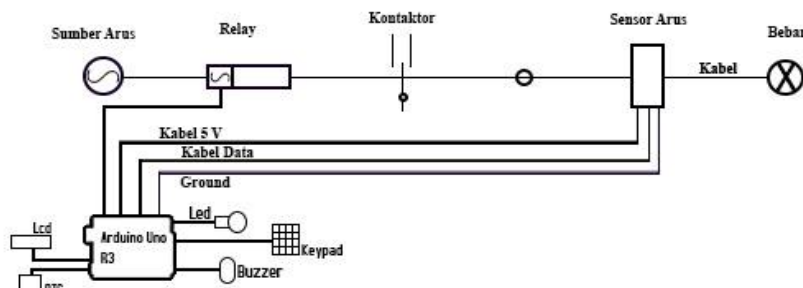 Sumber Arus
Relay
Kontaktor
Sensor Arus
Beban
Kabel
Kabel 5 V
Kabel Data
Ground
Lcd
Arduino Uno
R3
Led
Keypad
Buzzer